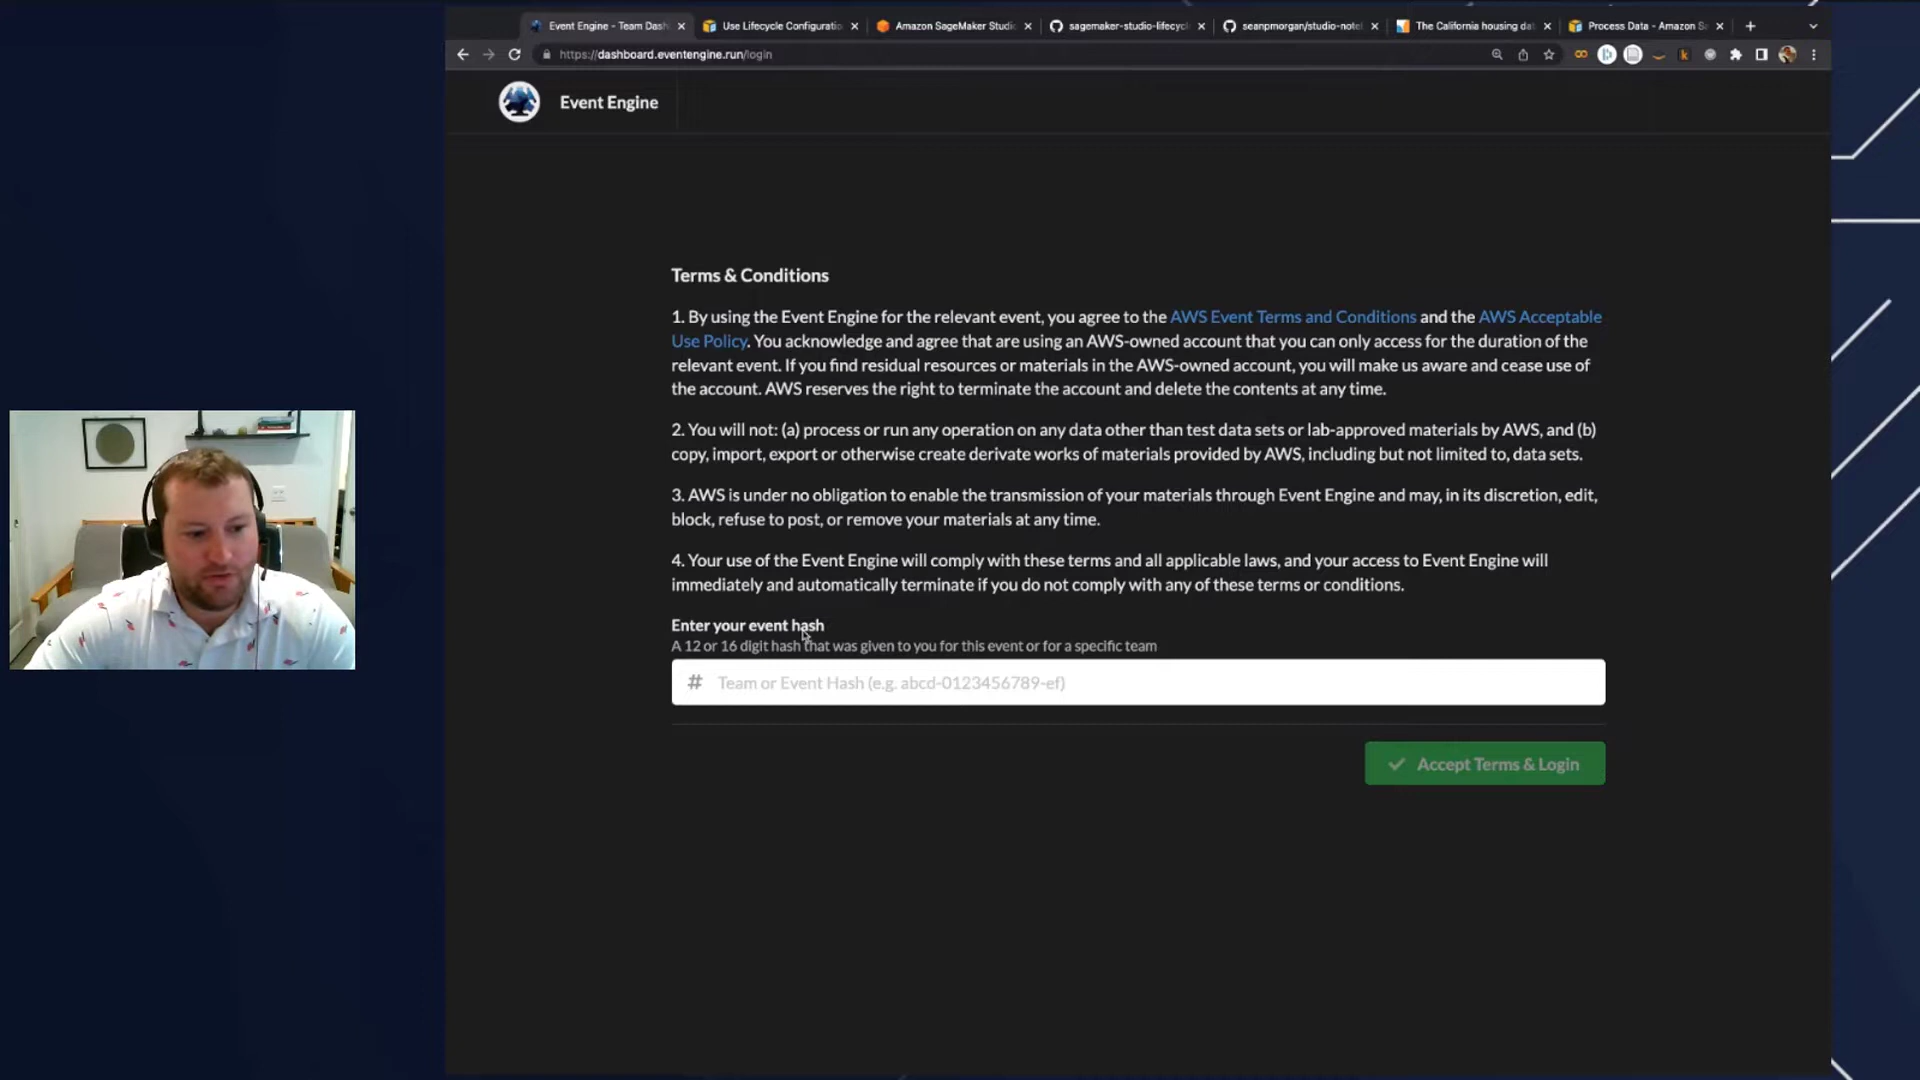 Event Engine - Team Dash
Use Lifecycle Configuratio
Amazon SageMaker Studio
sagemaker-studio-lifecycl
seanpmorgan/studio-note
The California housing da
Process Data - Amazon S
https://dashboard.eventengine.run/login
Event Engine
Terms & Conditions
1. By using the Event Engine for the relevant event, you agree to the AWS Event Terms and Conditions and the AWS Acceptable
Use Policy. You acknowledge and agree that are using an AWS-owned account that you can only access for the duration of the
relevant event. If you find residual resources or materials in the AWS-owned account, you will make us aware and cease use of
the account. AWS reserves the right to terminate the account and delete the contents at any time.
2. You will not: (a) process or run any operation on any data other than test data sets or lab-approved materials by AWS, and (b)
copy, import, export or otherwise create derivate works of materials provided by AWS, including but not limited to, data sets.
3. AWS is under no obligation to enable the transmission of your materials through Event Engine and may, in its discretion, edit,
block, refuse to post, or remove your materials at any time.
4. Your use of the Event Engine will comply with these terms and all applicable laws, and your access to Event Engine will
immediately and automatically terminate if you do not comply with any of these terms or conditions.
Enter your event hash
A 12 or 16 digit hash that was given to you for this event or for a specific team
# Team or Event Hash (e.g. abcd-0123456789-ef)
Accept Terms & Login